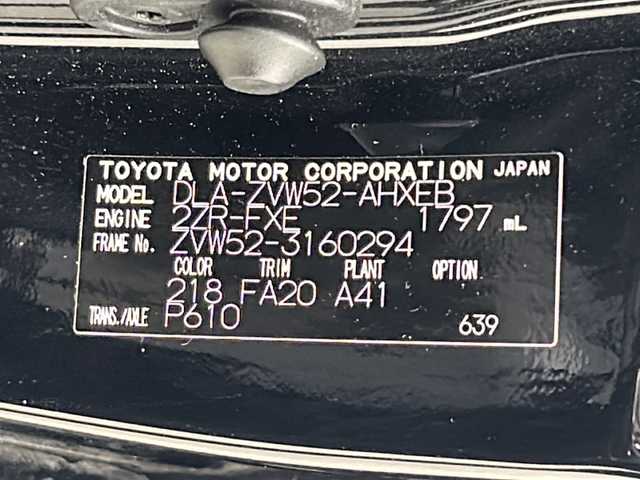 TOYOTA MOTOR CORPORATION JAPAN
MODEL DLA-ZVW52-AHXEB
ENGINE 2ZR-FXE 1797 mL
FRAME No. ZVW52-3160294
COLOR TRIM PLANT OPTION
218 FA20 A41
TRANS./AXLE P610 639